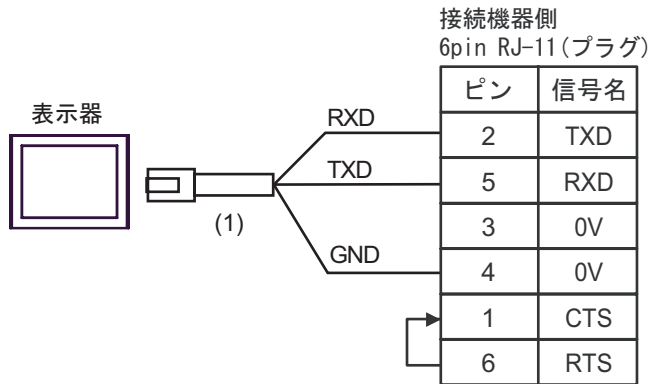 接続機器側
6pin RJ-11(プラグ)
ピン 信号名
表示器
RXD
2 TXD
TXD
5 RXD
(1)
3 0V
GND
4 0V
1 CTS
6 RTS